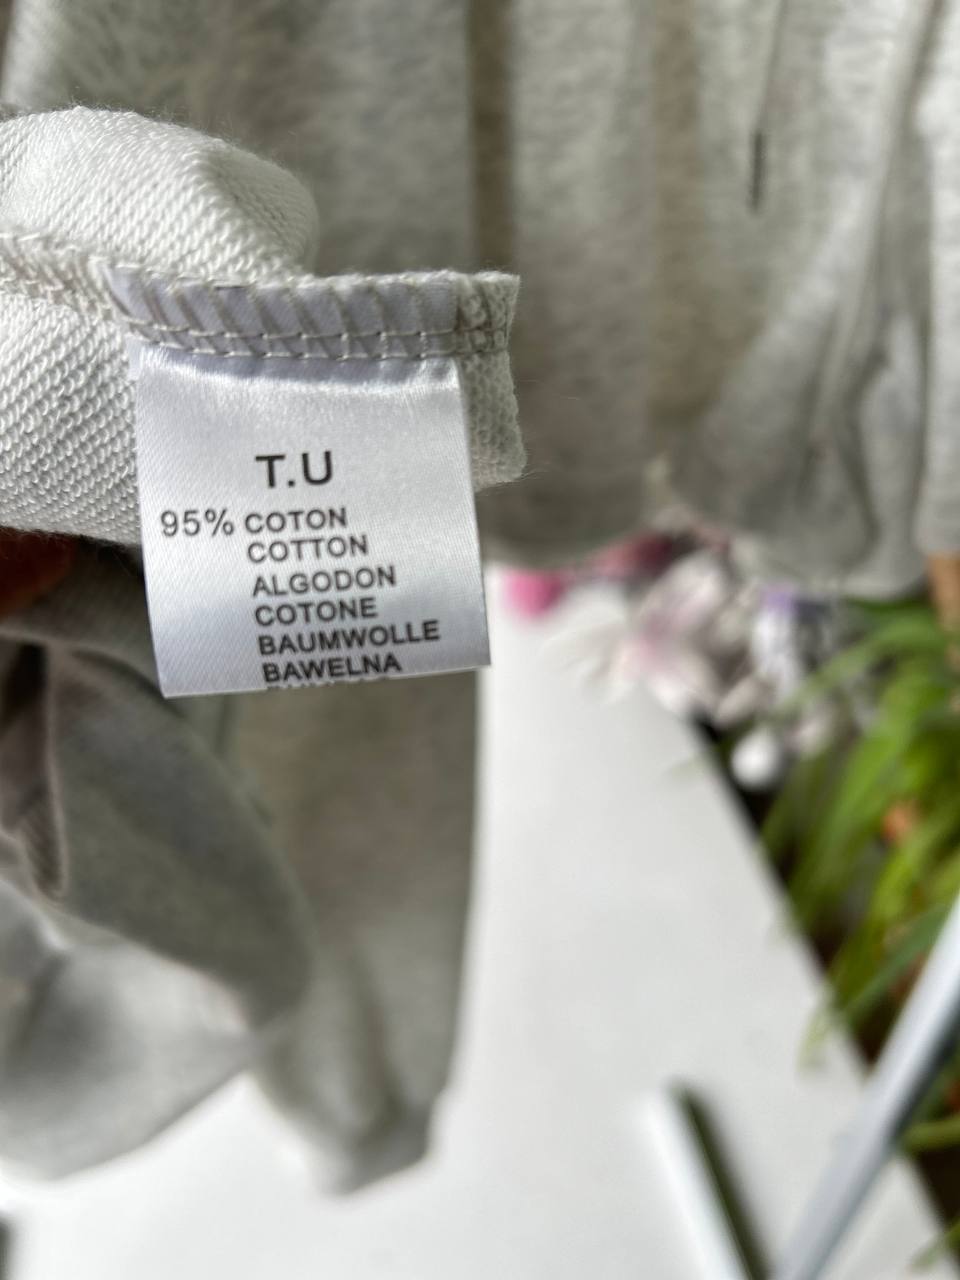 T.U
95% COTON
COTTON
ALGODON
COTONE
BAUMWOLLE
BAWELNA